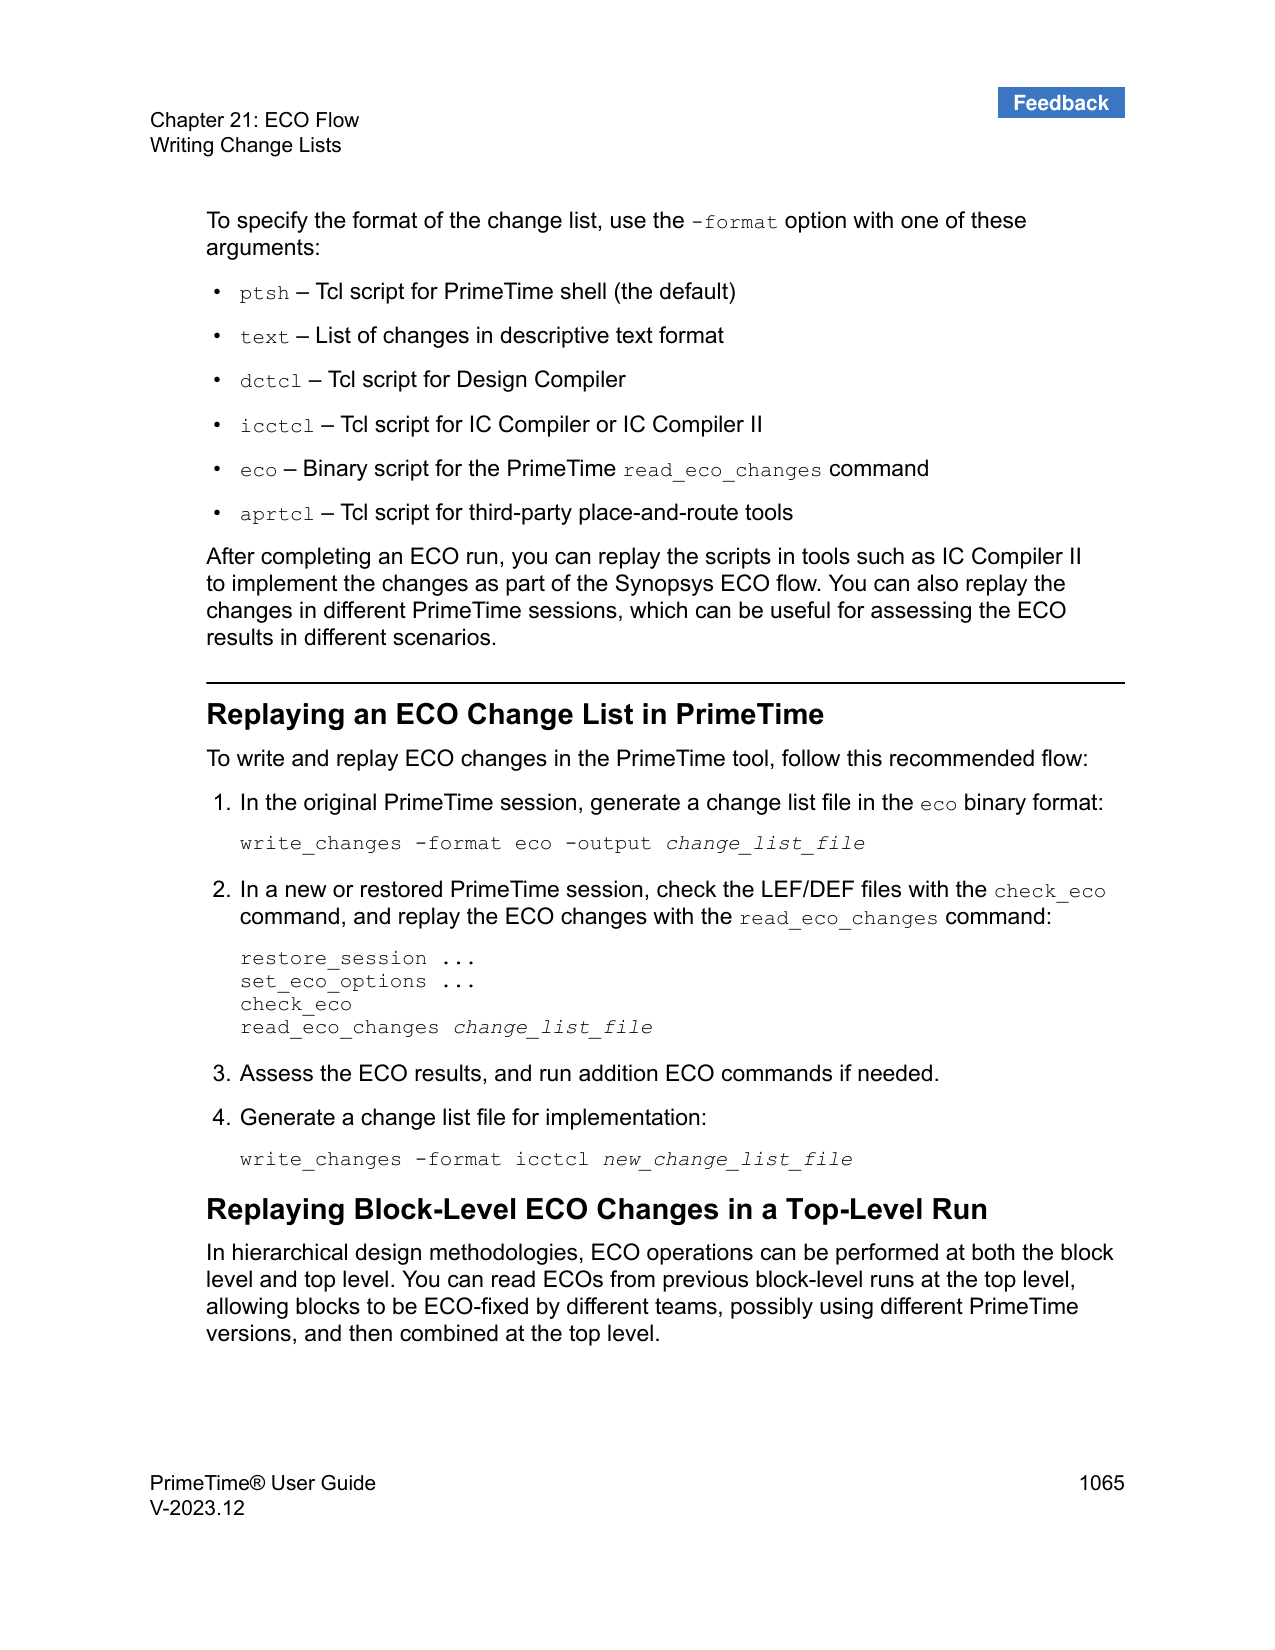 Feedback
Chapter 21: ECO Flow
Writing Change Lists
To specify the format of the change list, use the -format option with one of these
arguments:
• ptsh – Tcl script for PrimeTime shell (the default)
• text – List of changes in descriptive text format
• dctcl – Tcl script for Design Compiler
• icctcl – Tcl script for IC Compiler or IC Compiler II
• eco – Binary script for the PrimeTime read_eco_changes command
• aprtcl – Tcl script for third-party place-and-route tools
After completing an ECO run, you can replay the scripts in tools such as IC Compiler II
to implement the changes as part of the Synopsys ECO flow. You can also replay the
changes in different PrimeTime sessions, which can be useful for assessing the ECO
results in different scenarios.
Replaying an ECO Change List in PrimeTime
To write and replay ECO changes in the PrimeTime tool, follow this recommended flow:
1. In the original PrimeTime session, generate a change list file in the eco binary format:
write_changes -format eco -output change_list_file
2. In a new or restored PrimeTime session, check the LEF/DEF files with the check_eco
command, and replay the ECO changes with the read_eco_changes command:
restore_session ...
set_eco_options ...
check_eco
read_eco_changes change_list_file
3. Assess the ECO results, and run addition ECO commands if needed.
4. Generate a change list file for implementation:
write_changes -format icctcl new_change_list_file
Replaying Block-Level ECO Changes in a Top-Level Run
In hierarchical design methodologies, ECO operations can be performed at both the block
level and top level. You can read ECOs from previous block-level runs at the top level,
allowing blocks to be ECO-fixed by different teams, possibly using different PrimeTime
versions, and then combined at the top level.
PrimeTime® User Guide
1065
V-2023.12